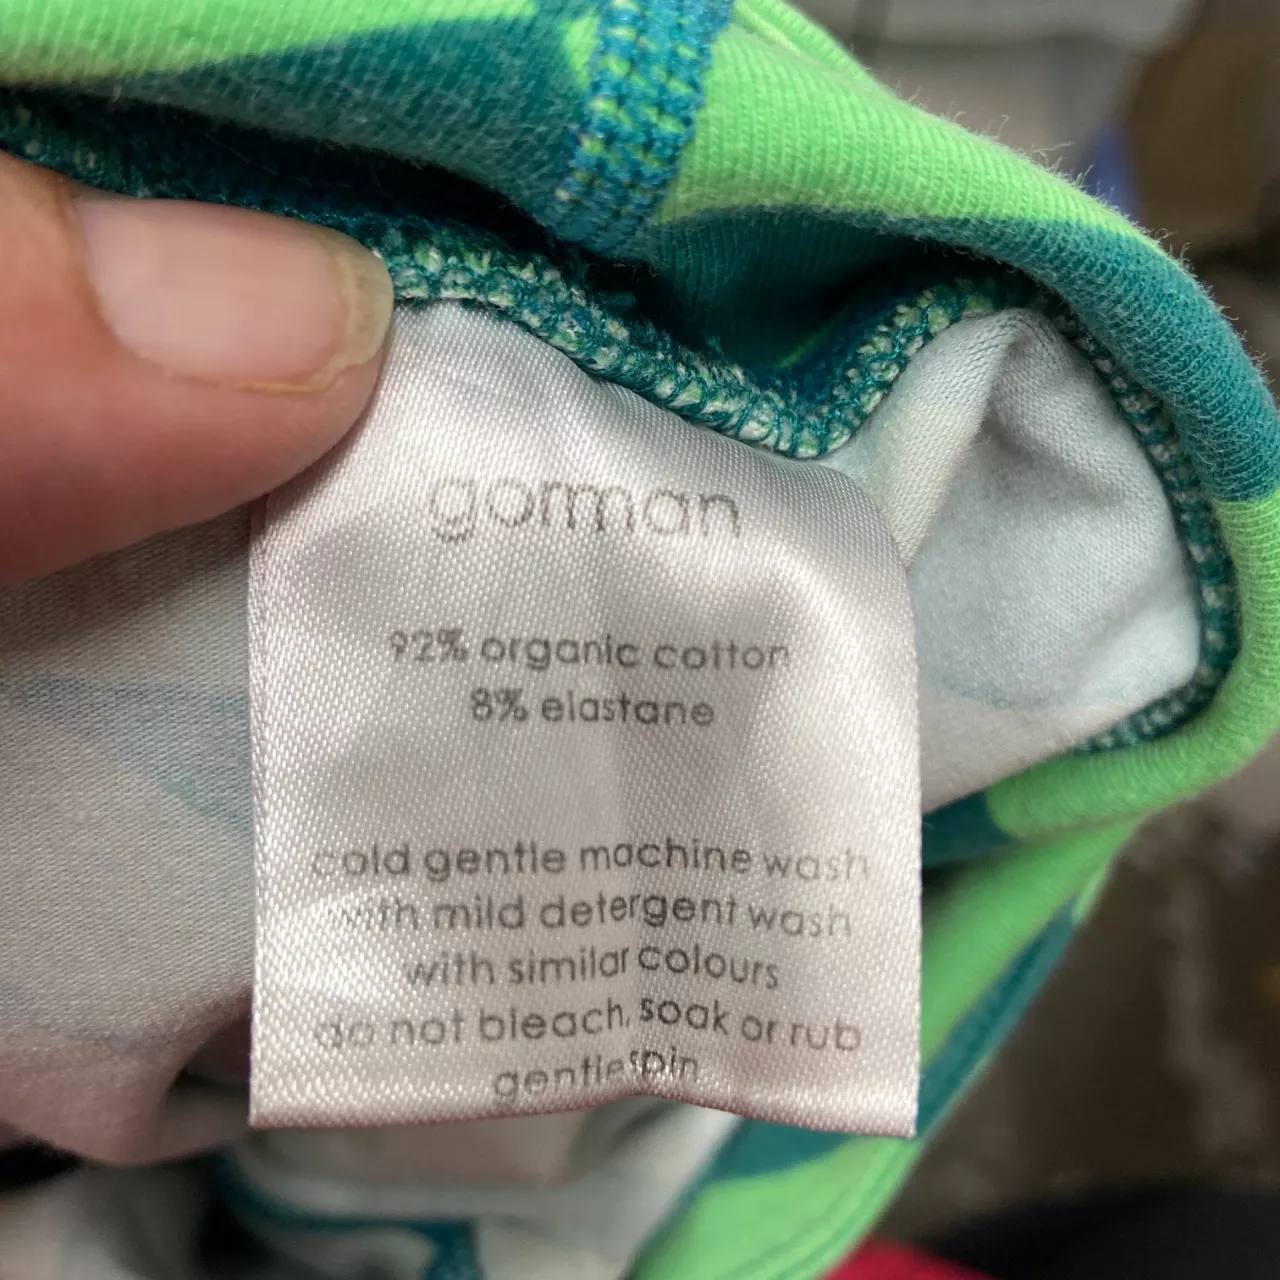 gorman
92% organic cotton
8% elastane
cold gentle machine wash
with mild detergent wash
with similar colours
do not bleach, soak or rub
gentle spin